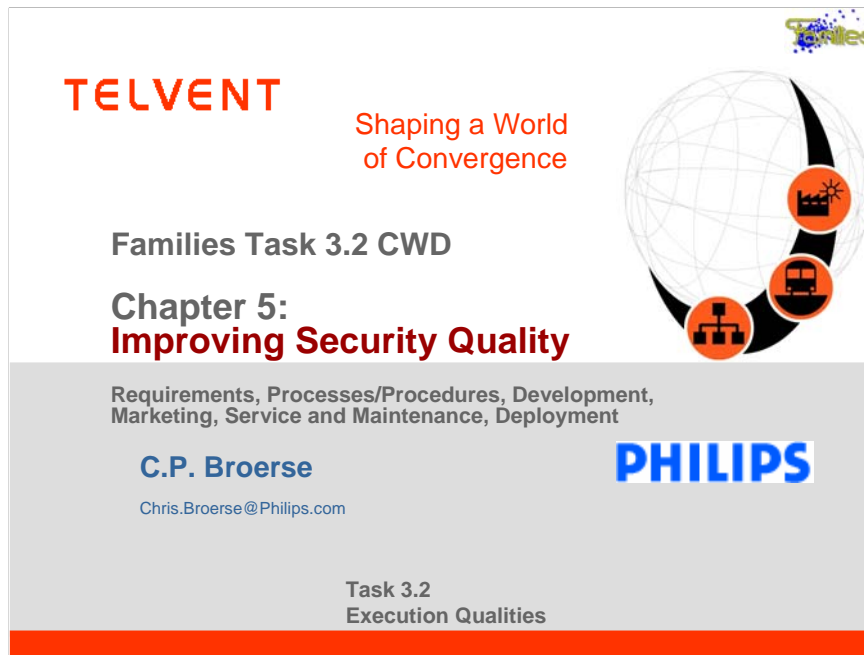 Families
TELVENT
Shaping a World
of Convergence
Families Task 3.2 CWD
Chapter 5:
Improving Security Quality
Requirements, Processes/Procedures, Development,
Marketing, Service and Maintenance, Deployment
C.P. Broerse
PHILIPS
Chris.Broerse@Philips.com
Task 3.2
Execution Qualities